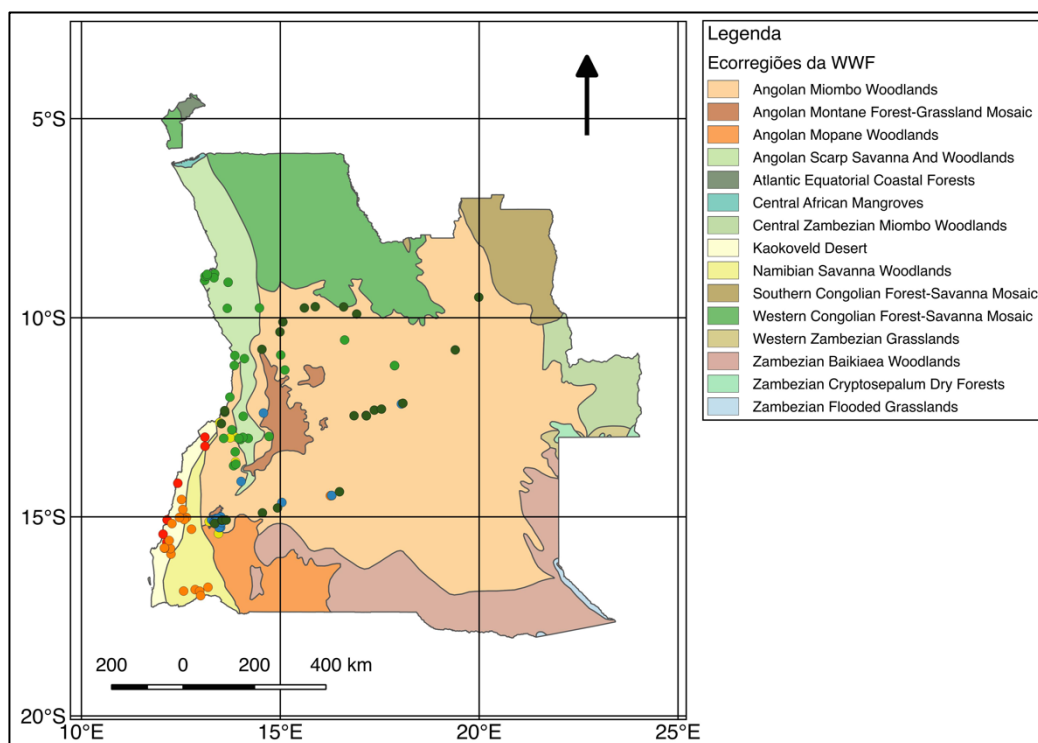 Legenda
Ecorregiões da WWF
Angolan Miombo Woodlands
Angolan Montane Forest-Grassland Mosaic
Angolan Mopane Woodlands
Angolan Scarp Savanna And Woodlands
Atlantic Equatorial Coastal Forests
Central African Mangroves
Central Zambezian Miombo Woodlands
Kaokoveld Desert
Namibian Savanna Woodlands
Southern Congolian Forest-Savanna Mosaic
Western Congolian Forest-Savanna Mosaic
Western Zambezian Grasslands
Zambezian Baikiaea Woodlands
Zambezian Cryptosepalum Dry Forests
Zambezian Flooded Grasslands
5°S
10°S
15°S
200 0 200 400 km
20°S
10°E 15°E 20°E 25°E